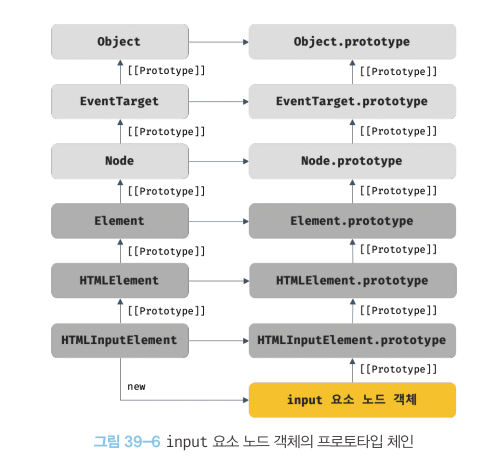 Object
Object.prototype
[[Prototype]]
[[Prototype]]
EventTarget
EventTarget.prototype
[[Prototype]]
[[Prototype]]
Node
Node.prototype
[[Prototype]]
[[Prototype]]
Element
Element.prototype
[[Prototype]]
[[Prototype]]
HTMLElement
HTMLElement.prototype
[[Prototype]]
[[Prototype]]
HTMLInputElement
HTMLInputElement.prototype
[[Prototype]]
new
input 요소 노드 객체
그림 39-6 input 요소 노드 객체의 프로토타입 체인